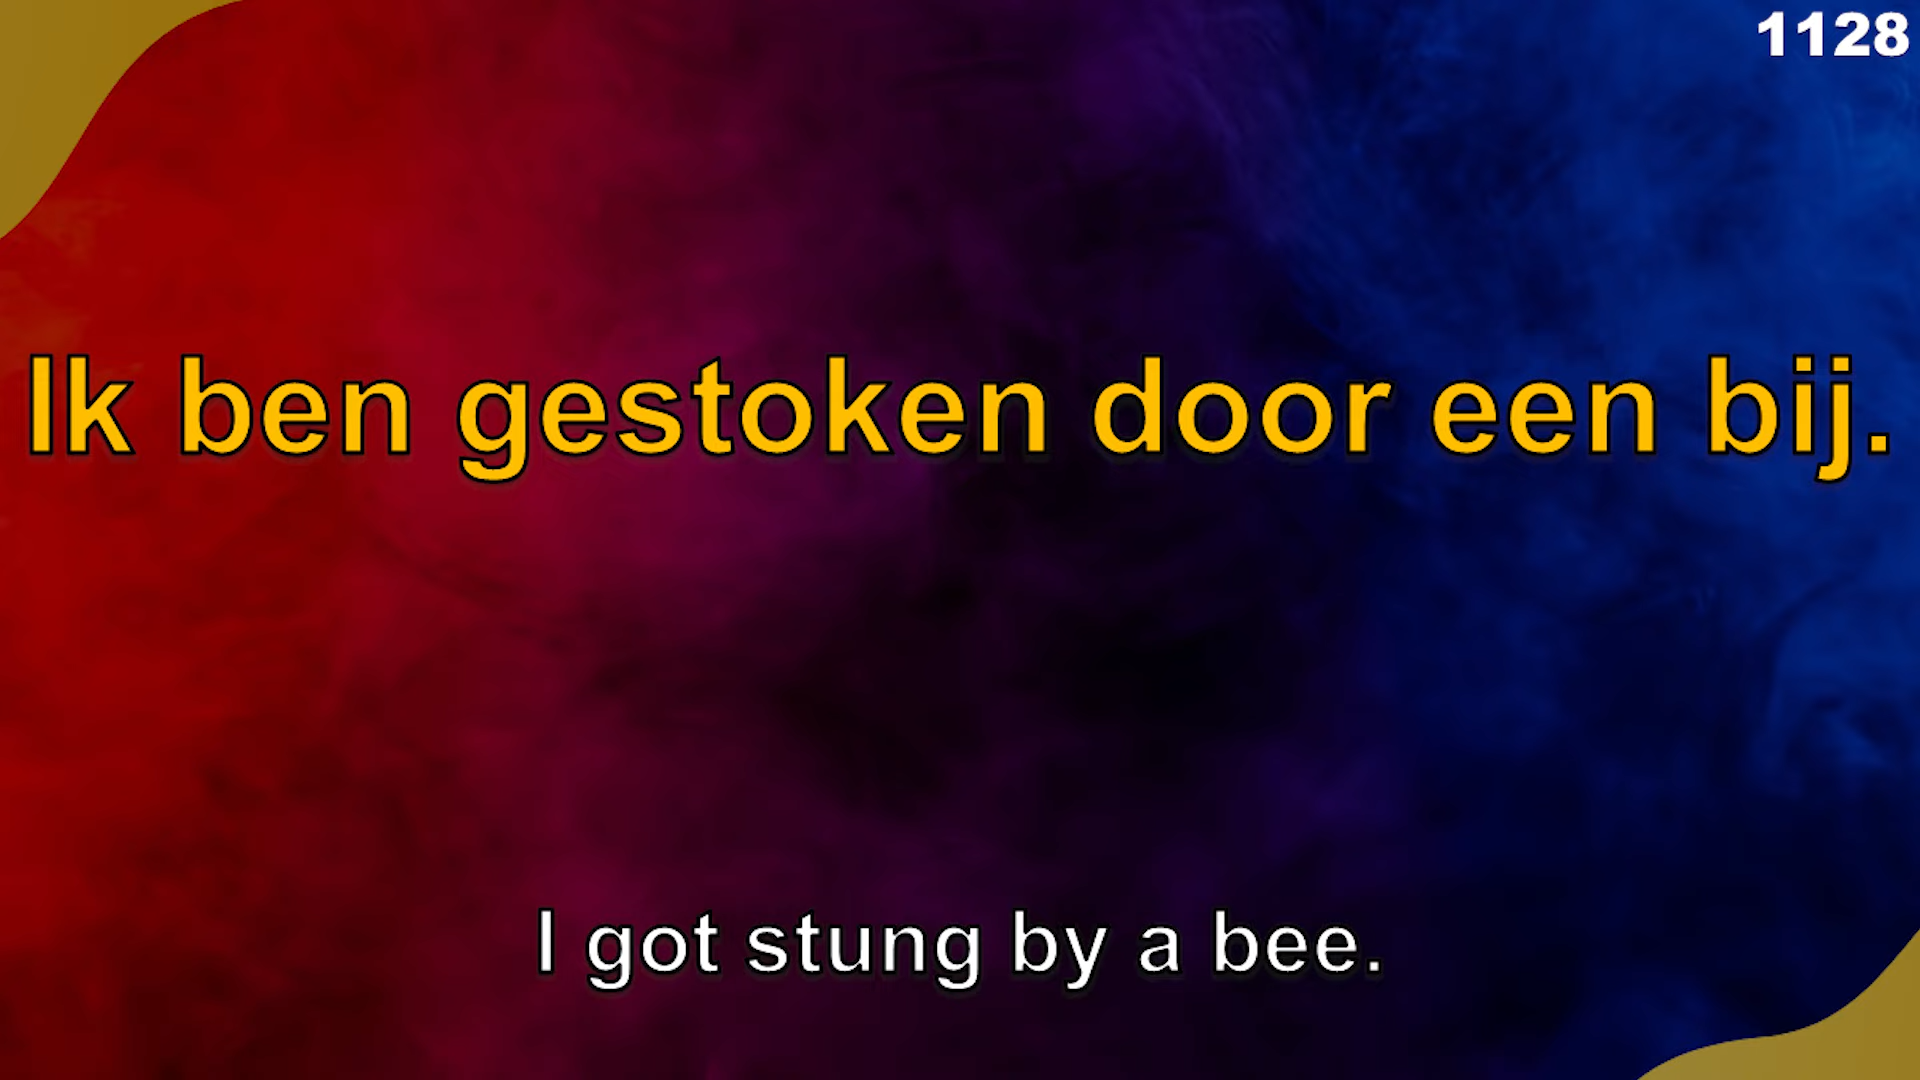 1128
Ik ben gestoken door een bij.
I got stung by a bee.